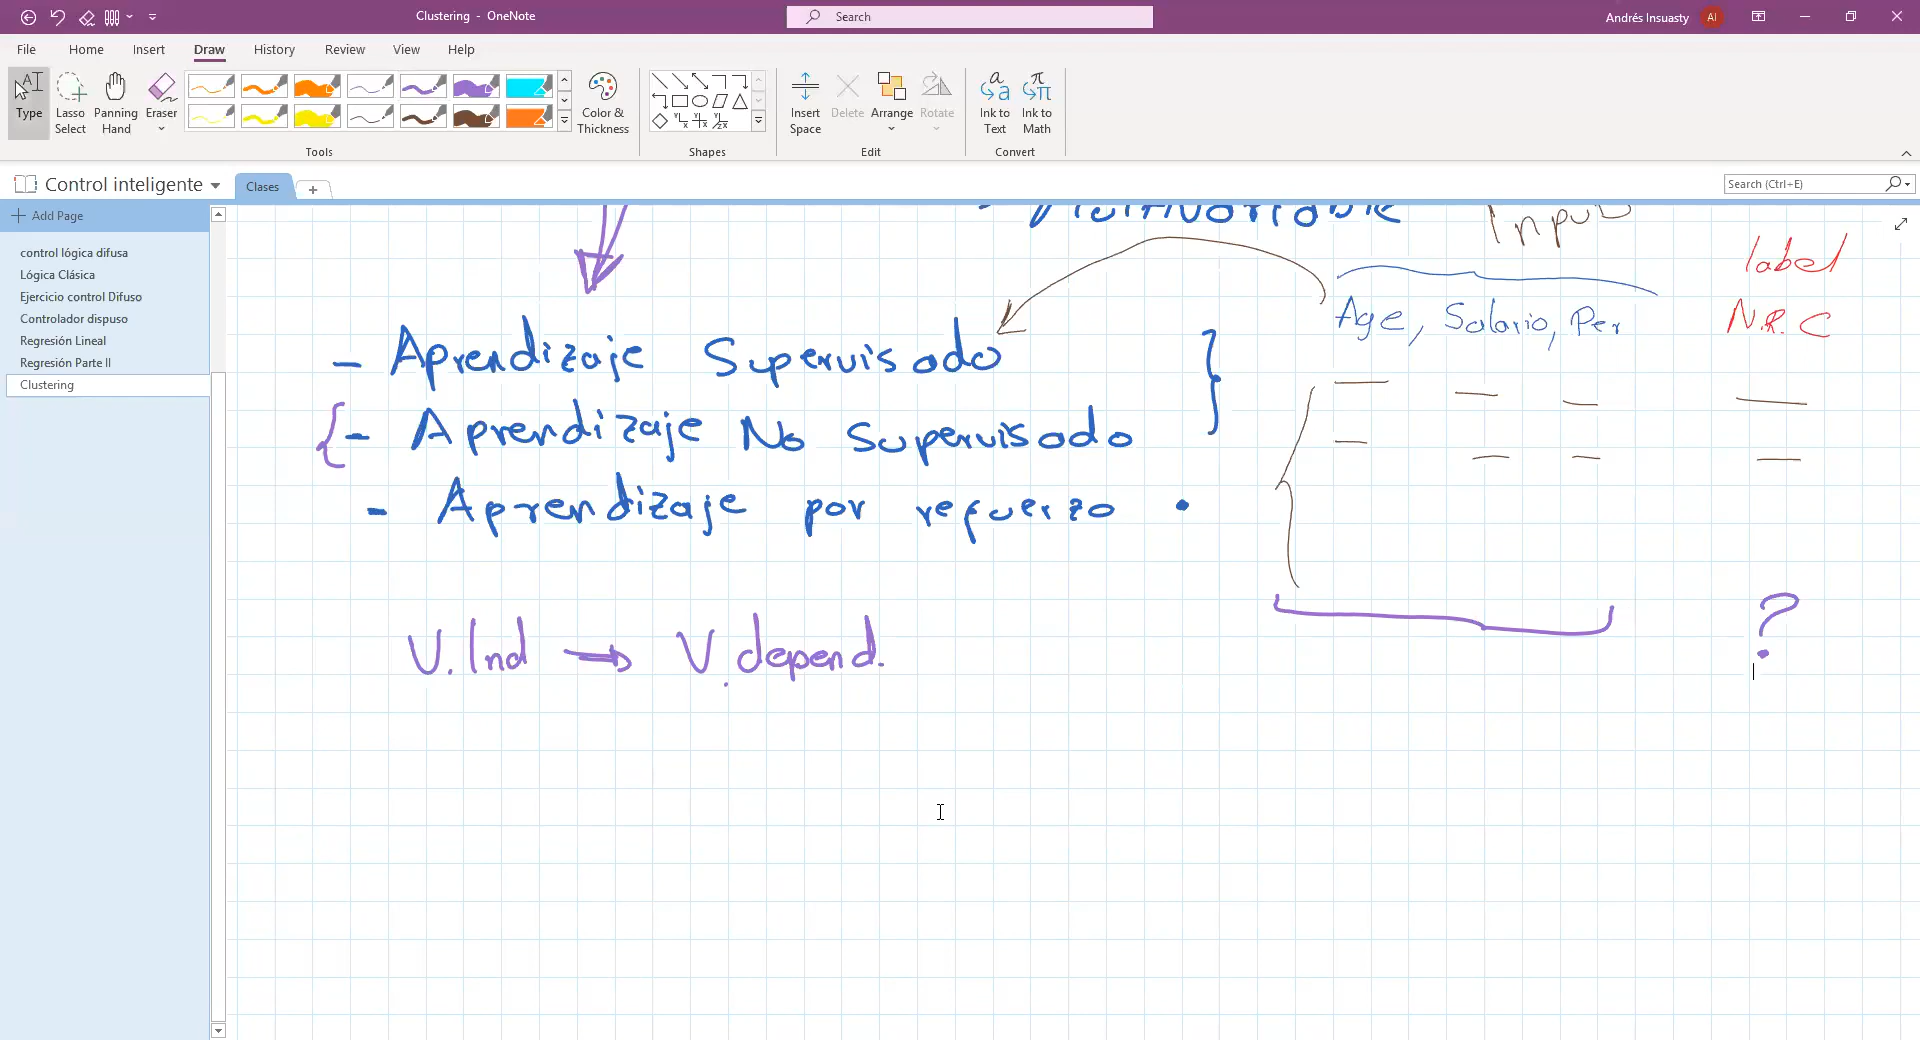 Clustering - OneNote
Search
Andrés Insuasty
AI
File Home Insert Draw History Review View Help
Type
Lasso Select
Panning Hand
Eraser
Color & Thickness
Insert Space
Delete
Arrange
Rotate
Ink to Text
Ink to Math
Tools
Shapes
Edit
Convert
Control inteligente
Clases
Search (Ctrl+E)
Add Page
control lógica difusa
Lógica Clásica
Ejercicio control Difuso
Controlador dispuso
Regresión Lineal
Regresión Parte II
Clustering
- Multivariable
label
Age, Salario, Per
N.R.C
- Aprendizaje Supervisado
- Aprendizaje No Supervisado
- Aprendizaje por refuerzo .
?
V. Ind → V. depend.